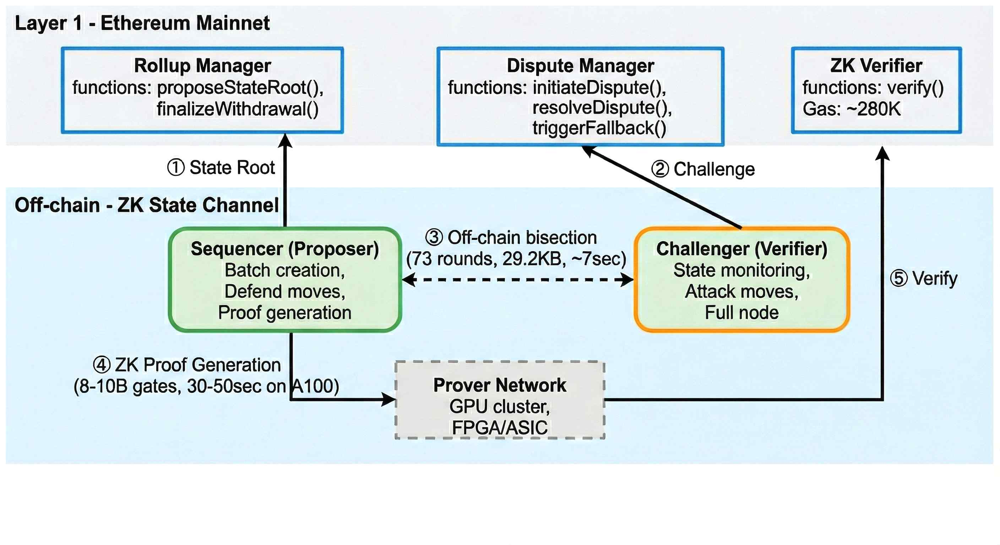 Layer 1 - Ethereum Mainnet
Rollup Manager
functions: proposeStateRoot(),
finalizeWithdrawal()
Dispute Manager
functions: initiateDispute(),
resolveDispute(),
triggerFallback()
ZK Verifier
functions: verify()
Gas: ~280K
① State Root
② Challenge
Off-chain - ZK State Channel
Sequencer (Proposer)
Batch creation,
Defend moves,
Proof generation
③ Off-chain bisection
(73 rounds, 29.2KB, ~7sec)
Challenger (Verifier)
State monitoring,
Attack moves,
Full node
⑤ Verify
④ ZK Proof Generation
(8-10B gates, 30-50sec on A100)
Prover Network
GPU cluster,
FPGA/ASIC